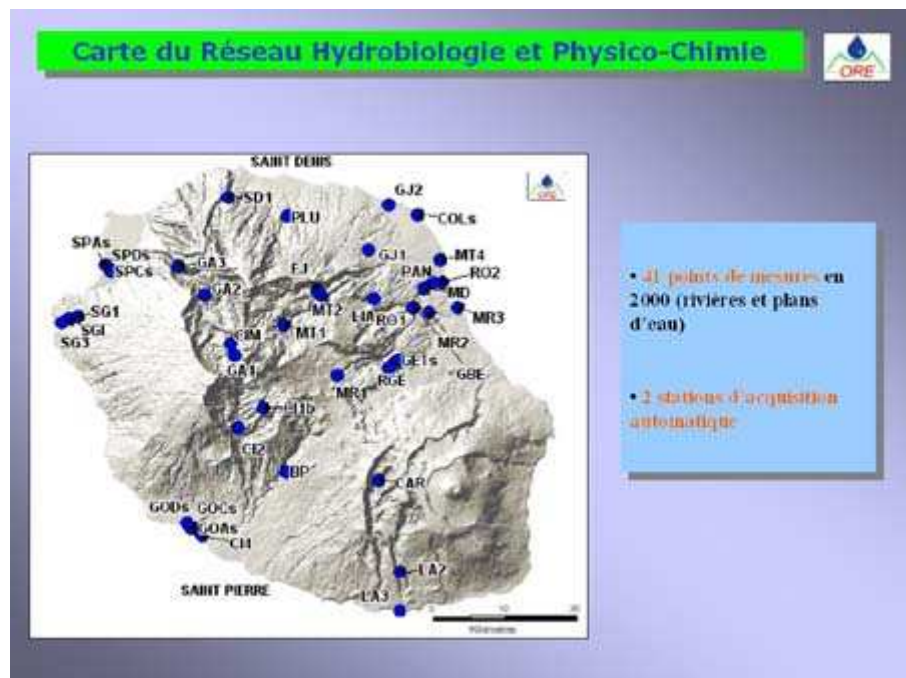 Carte du Réseau Hydrobiologie et Physico-Chimie
ORE
SAINT DENIS
SD1
PLU
GJ2
COLs
SPAs
SPDs
SPCs
GA3
GJ1
MT4
PAN
RO2
GA2
MT2
MD
RO1
MR3
SG1
SGI
SG3
MT1
MR2
CIM
GA1
GE1s
GBE
RGE
MR1
CI2
BP
CAR
GODs
GOCs
GOAs
SAINT PIERRE
LA2
LA3
• 41 points de mesures en
2000 (rivières et plans
d'eau)
• 2 stations d'acquisition
automatique